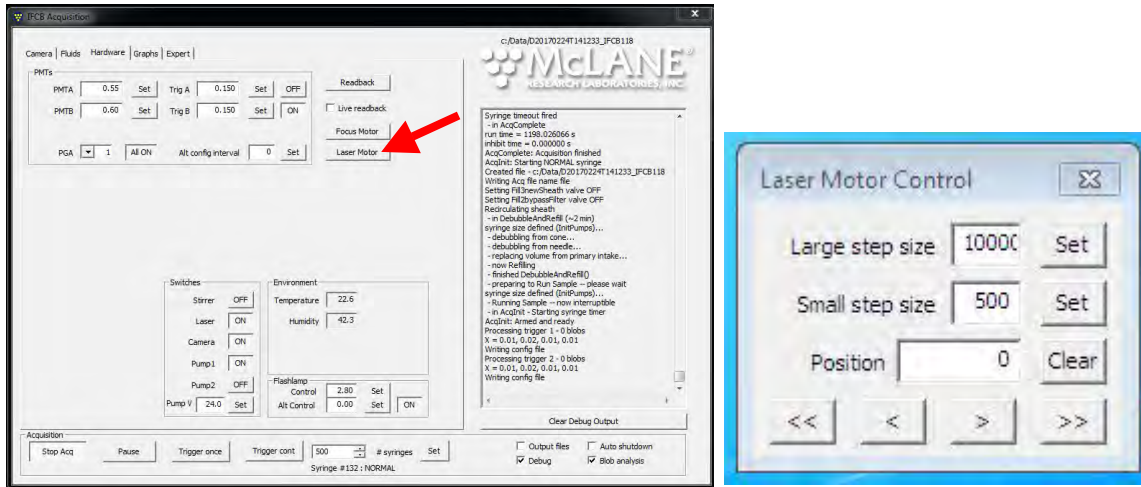 IFCB Acquisition
c:/Data/D20170224T141233_IFCB118
McLANE®
RESEARCH LABORATORIES, INC.
Camera Fluids Hardware Graphs Expert
PMTs
PMTA 0.55 Set Trig A 0.150 Set OFF
PMTB 0.60 Set Trig B 0.150 Set ON
PGA 1 All ON Alt config interval 0 Set
Readback
Live readback
Focus Motor
Laser Motor
Switches
Stirrer OFF
Laser ON
Camera ON
Pump1 ON
Pump2 OFF
Pump V 24.0 Set
Environment
Temperature 22.6
Humidity 42.3
Flashlamp
Control 2.80 Set
Alt Control 0.00 Set ON
Syringe timeout fired
- in AcqComplete
run time = 1198.026066 s
inhibit time = 0.000000 s
AcqComplete: Acquisition finished
AcqInit: Starting NORMAL syringe
Created file - c:/Data/D20170224T141233_IFCB118
Writing Acq file name file
Setting Fill3newSheath valve OFF
Setting Fill2bypassFilter valve OFF
Recirculating sheath
- in DebubbleAndRefill (~2 min)
syringe size defined (InitPumps)...
- debubbling from cone...
- debubbling from needle...
- replacing volume from primary intake...
- now Refilling
- finished DebubbleAndRefill()
- preparing to Run Sample -- please wait
syringe size defined (InitPumps)...
- Running Sample -- now interruptible
- in AcqInit - Starting syringe timer
AcqInit: Armed and ready
Processing trigger 1 - 0 blobs
X = 0.01, 0.02, 0.01, 0.01
Writing config file
Processing trigger 2 - 0 blobs
X = 0.01, 0.02, 0.01, 0.01
Writing config file
Clear Debug Output
Acquisition
Stop Acq Pause Trigger once Trigger cont 500 # syringes Set
Syringe #132 : NORMAL
Output files Auto shutdown
Debug Blob analysis
Laser Motor Control
Large step size 10000 Set
Small step size 500 Set
Position 0 Clear
<< < > >>